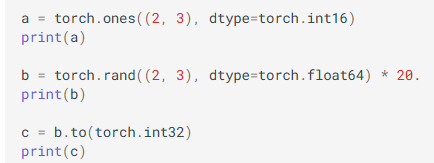 a = torch.ones((2, 3), dtype=torch.int16)
print(a)
b = torch.rand((2, 3), dtype=torch.float64) * 20.
print(b)
c = b.to(torch.int32)
print(c)